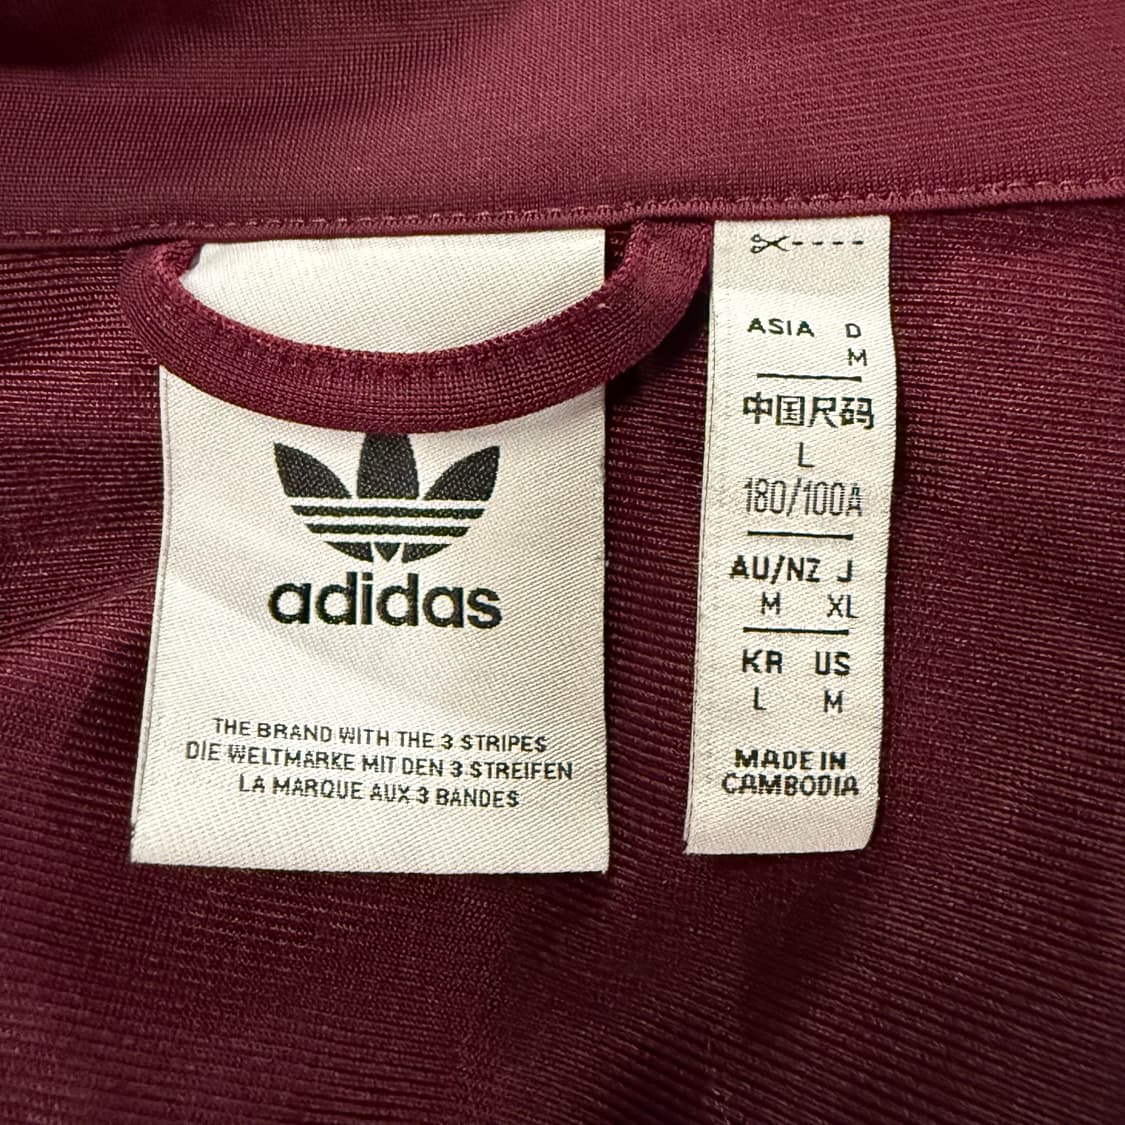 adidas
THE BRAND WITH THE 3 STRIPES
DIE WELTMARKE MIT DEN 3 STREIFEN
LA MARQUE AUX 3 BANDES
ASIA D
M
中国尺码
L
180/100A
AU/NZ J
M XL
KR US
L M
MADE IN
CAMBODIA